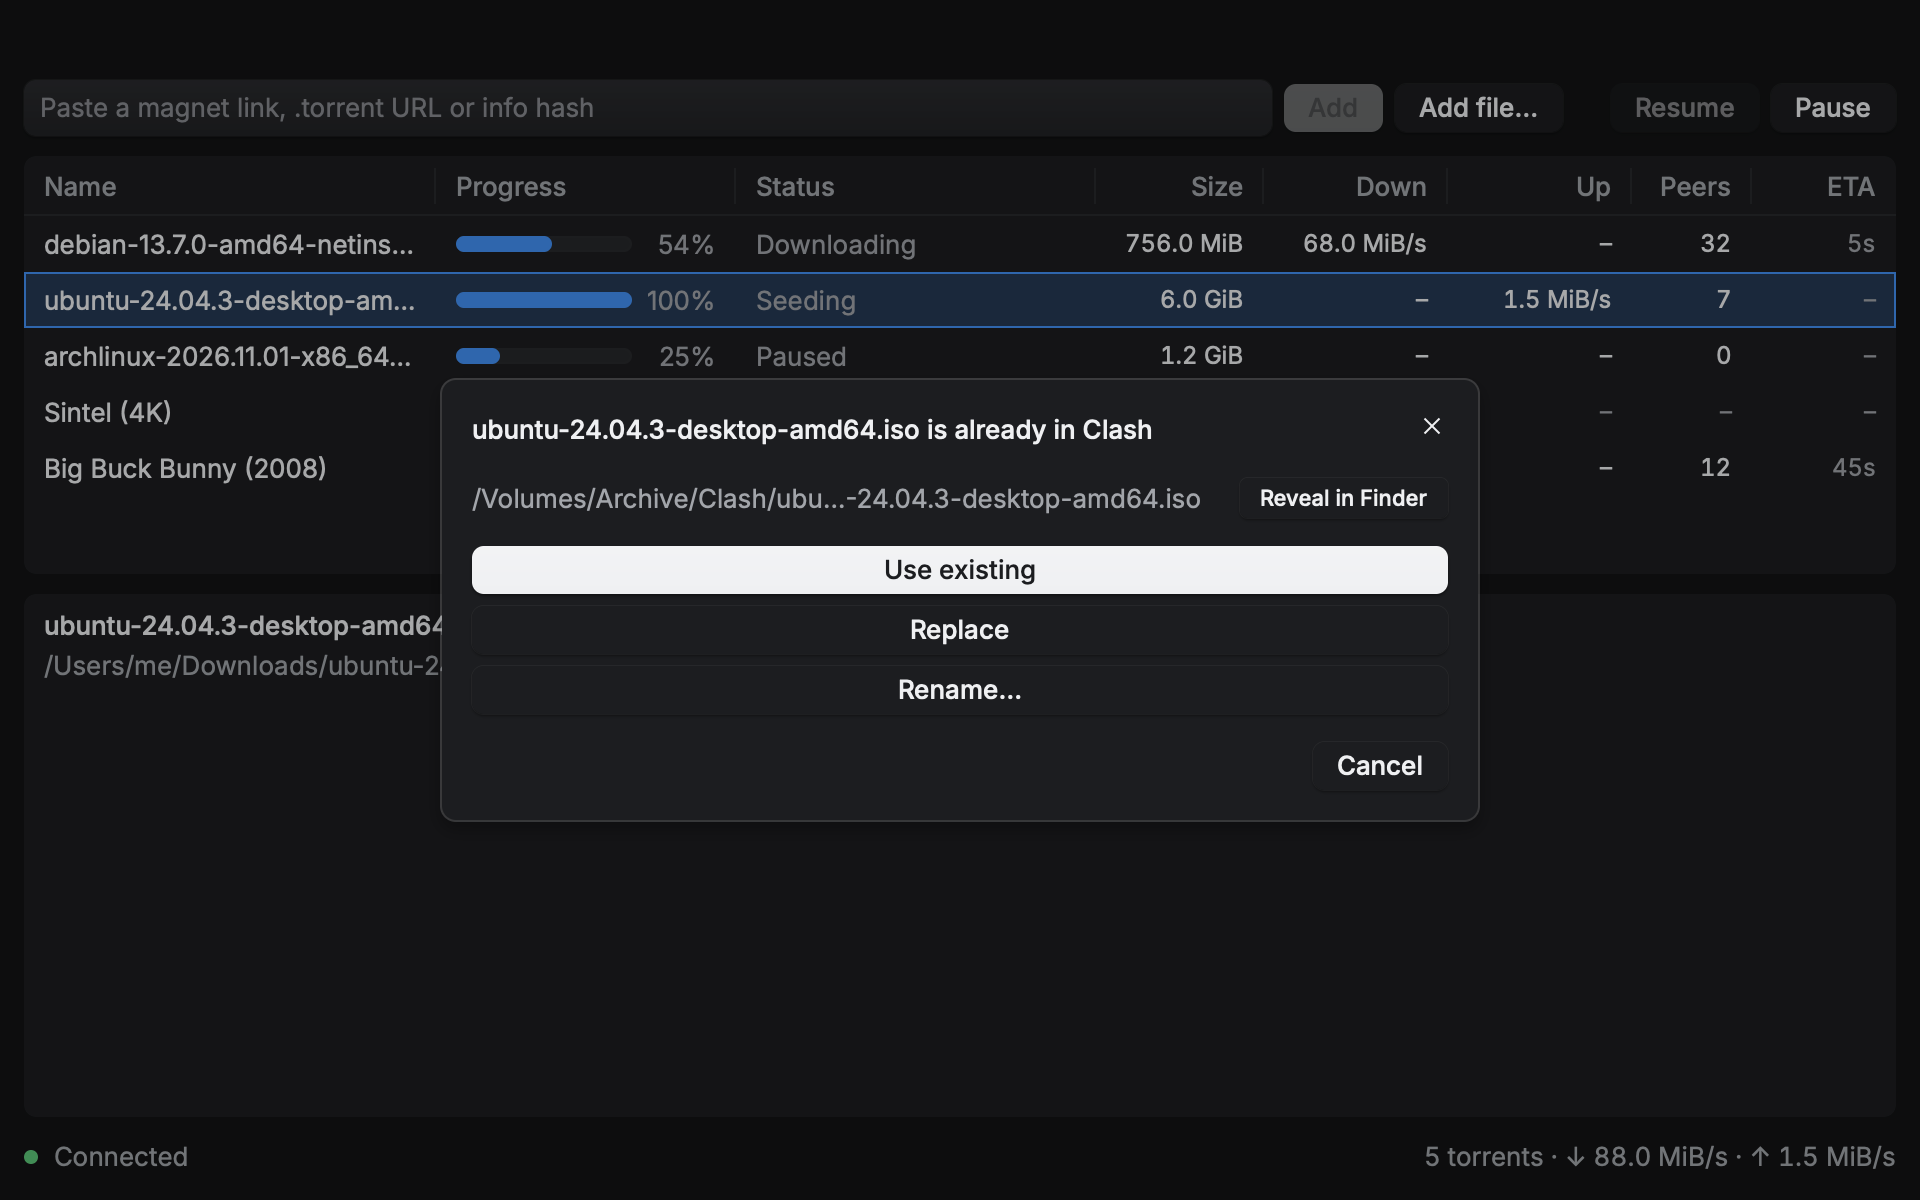 Paste a magnet link, .torrent URL or info hash Add Add file... Resume Pause
Name Progress Status Size Down Up Peers ETA
debian-13.7.0-amd64-netins... 54% Downloading 756.0 MiB 68.0 MiB/s – 32 5s
ubuntu-24.04.3-desktop-am... 100% Seeding 6.0 GiB – 1.5 MiB/s 7 –
archlinux-2026.11.01-x86_64... 25% Paused 1.2 GiB – – 0 –
Sintel (4K) – – –
Big Buck Bunny (2008) – 12 45s
ubuntu-24.04.3-desktop-amd64.iso is already in Clash
/Volumes/Archive/Clash/ubu...-24.04.3-desktop-amd64.iso Reveal in Finder
Use existing
Replace
Rename...
Cancel
ubuntu-24.04.3-desktop-amd64
/Users/me/Downloads/ubuntu-2
Connected 5 torrents · ↓ 88.0 MiB/s · ↑ 1.5 MiB/s